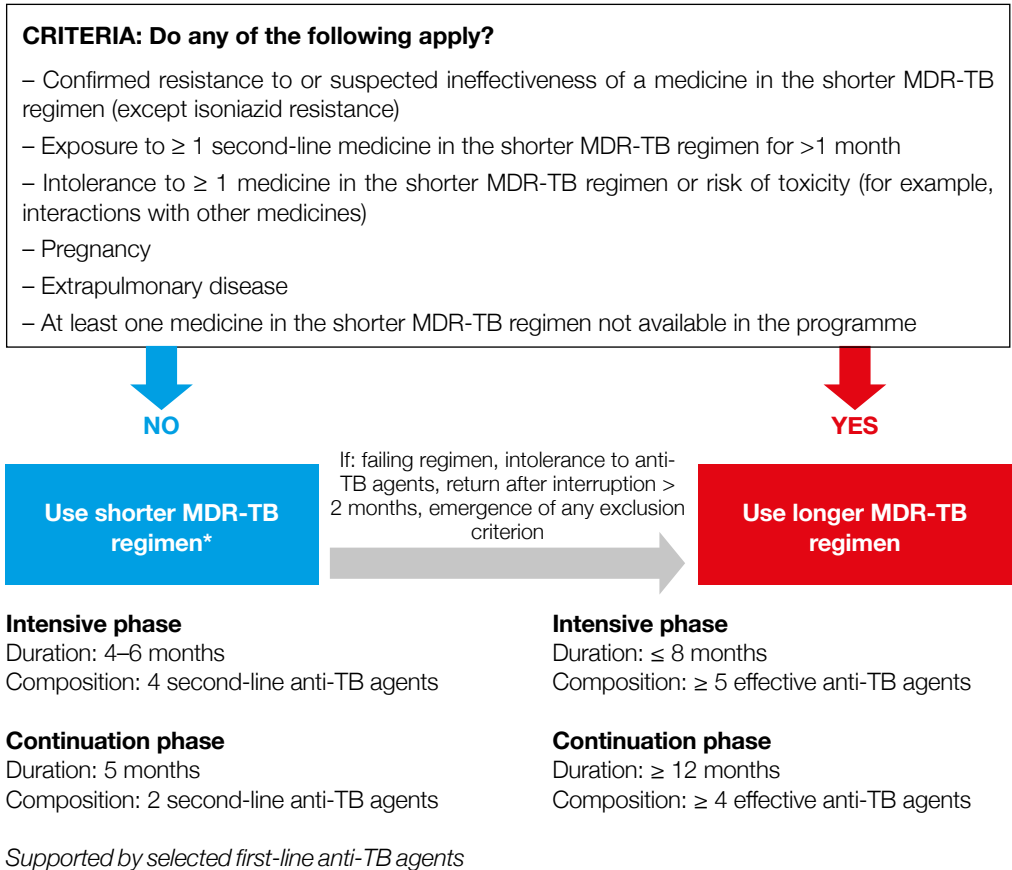 CRITERIA: Do any of the following apply?
– Confirmed resistance to or suspected ineffectiveness of a medicine in the shorter MDR-TB
regimen (except isoniazid resistance)
– Exposure to ≥ 1 second-line medicine in the shorter MDR-TB regimen for >1 month
– Intolerance to ≥ 1 medicine in the shorter MDR-TB regimen or risk of toxicity (for example,
interactions with other medicines)
– Pregnancy
– Extrapulmonary disease
– At least one medicine in the shorter MDR-TB regimen not available in the programme
NO
YES
Use shorter MDR-TB
regimen*
If: failing regimen, intolerance to anti-
TB agents, return after interruption >
2 months, emergence of any exclusion
criterion
Use longer MDR-TB
regimen
Intensive phase
Duration: 4–6 months
Composition: 4 second-line anti-TB agents
Continuation phase
Duration: 5 months
Composition: 2 second-line anti-TB agents
Supported by selected first-line anti-TB agents
Intensive phase
Duration: ≤ 8 months
Composition: ≥ 5 effective anti-TB agents
Continuation phase
Duration: ≥ 12 months
Composition: ≥ 4 effective anti-TB agents